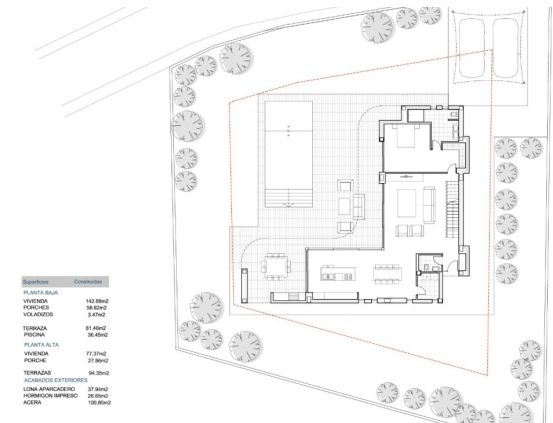 Superficies Construidas
PLANTA BAJA
VIVIENDA 142.88m2
PORCHES 58.62m2
VOLADIZOS 3.47m2
TERRAZA 81.46m2
PISCINA 36.45m2
PLANTA ALTA
VIVIENDA 77.37m2
PORCHE 27.86m2
TERRAZAS 94.35m2
ACABADOS EXTERIORES
LONA APARCADERO 37.94m2
HORMIGON IMPRESO 26.65m2
ACERA 100.80m2